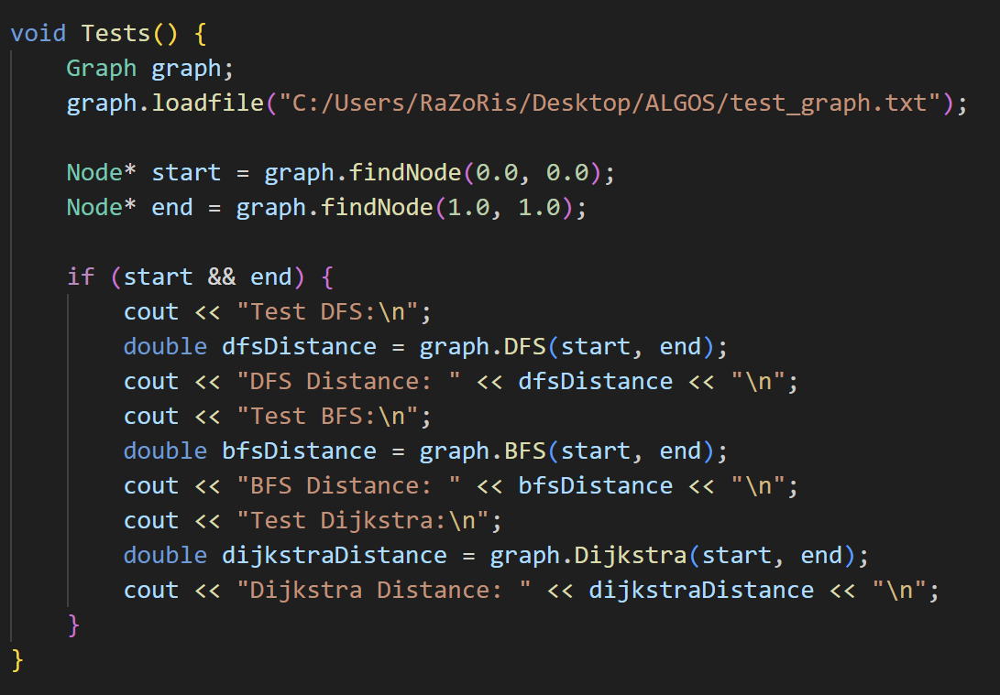 void Tests() {
    Graph graph;
    graph.loadfile("C:/Users/RaZoRis/Desktop/ALGOS/test_graph.txt");

    Node* start = graph.findNode(0.0, 0.0);
    Node* end = graph.findNode(1.0, 1.0);

    if (start && end) {
        cout << "Test DFS:\n";
        double dfsDistance = graph.DFS(start, end);
        cout << "DFS Distance: " << dfsDistance << "\n";
        cout << "Test BFS:\n";
        double bfsDistance = graph.BFS(start, end);
        cout << "BFS Distance: " << bfsDistance << "\n";
        cout << "Test Dijkstra:\n";
        double dijkstraDistance = graph.Dijkstra(start, end);
        cout << "Dijkstra Distance: " << dijkstraDistance << "\n";
    }
}